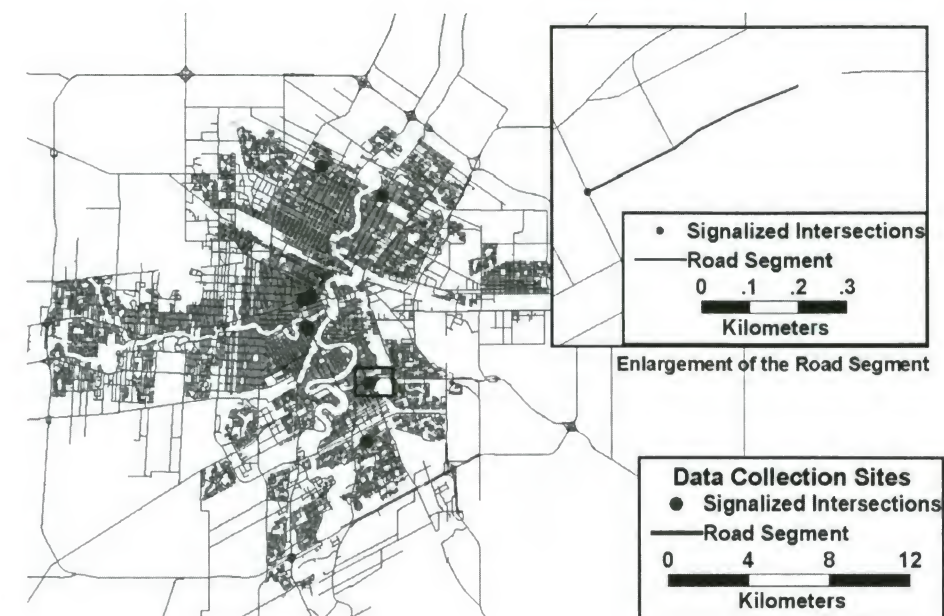 Signalized Intersections
Road Segment
0 .1 .2 .3
Kilometers
Enlargement of the Road Segment
Data Collection Sites
Signalized Intersections
Road Segment
0 4 8 12
Kilometers